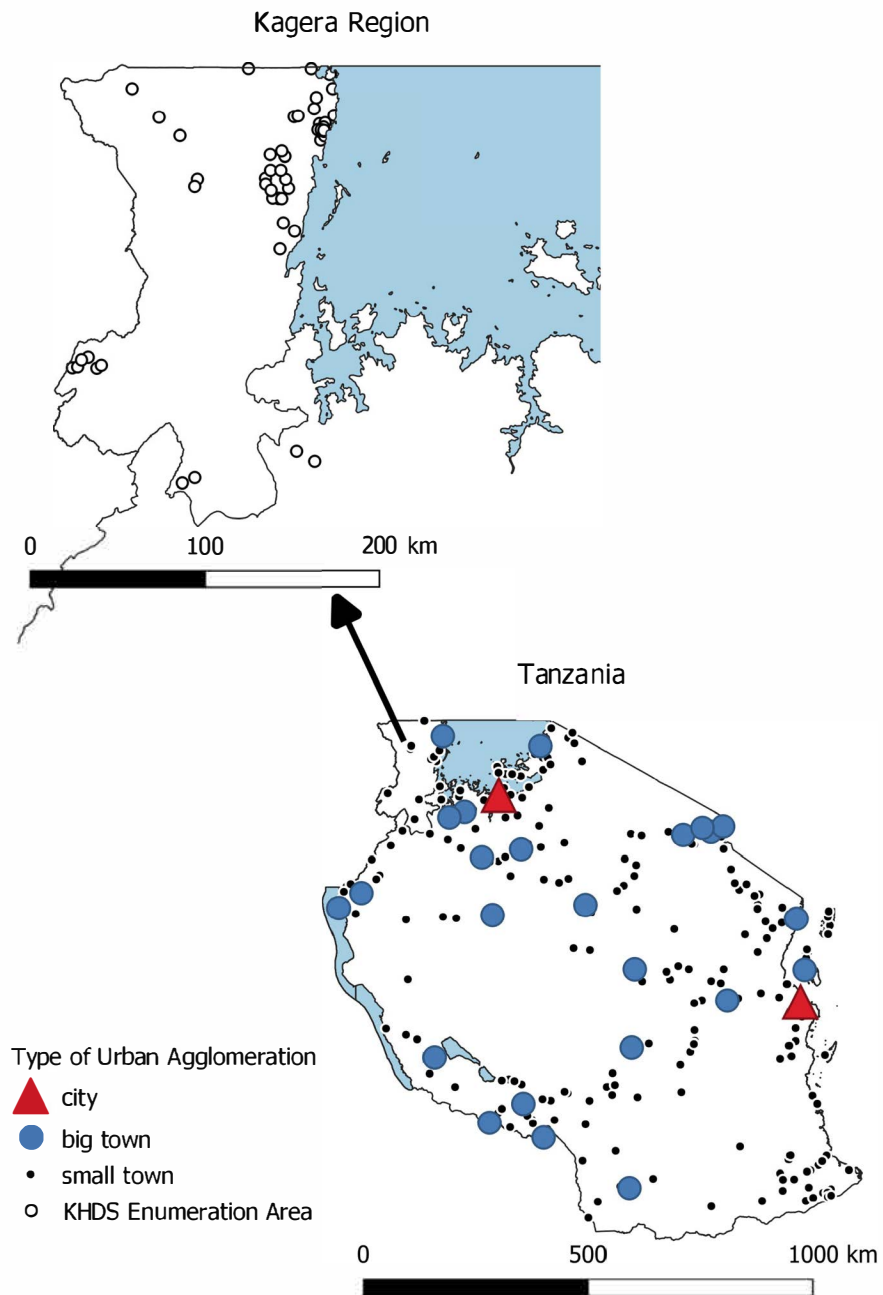 Kagera Region
0 100 200 km
Tanzania
Type of Urban Agglomeration
city
big town
small town
KHDS Enumeration Area
0 500 1000 km